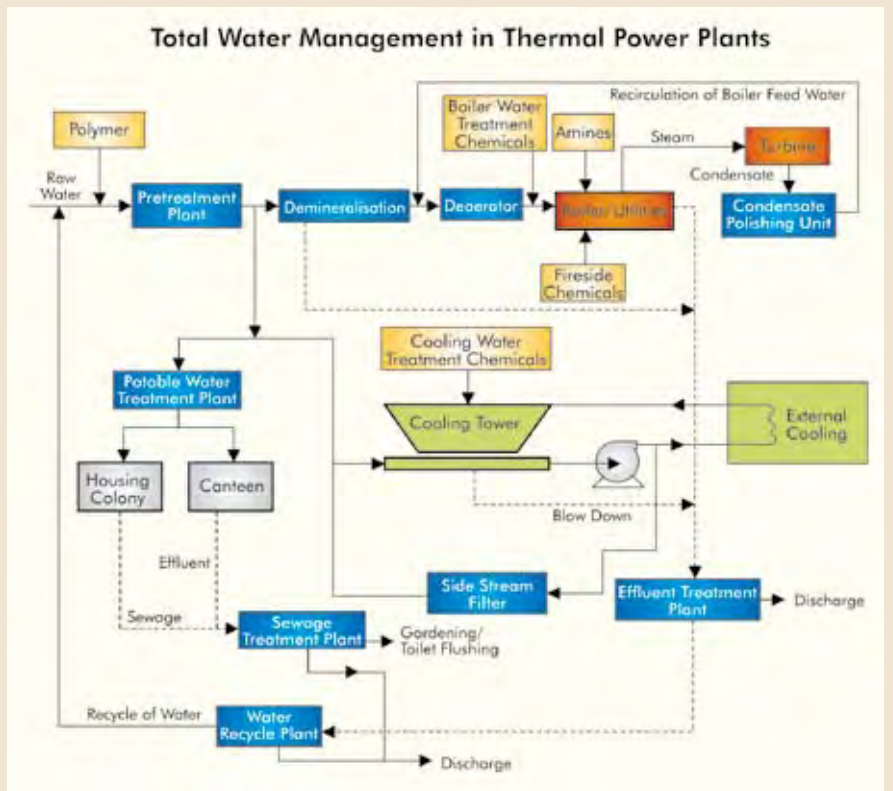 Total Water Management in Thermal Power Plants
Recirculation of Boiler Feed Water
Polymer
Boiler Water
Treatment
Chemicals
Amines
Steam
Turbine
Raw
Water
Condensate
Pretreatment
Plant
Demineralisation
Deaerator
Boiler/Utilities
Condensate
Polishing Unit
Fireside
Chemicals
Cooling Water
Treatment Chemicals
Potable Water
Treatment Plant
Cooling Tower
External
Cooling
Housing
Colony
Canteen
Blow Down
Effluent
Side Stream
Filter
Effluent Treatment
Plant
Discharge
Sewage
Sewage
Treatment Plant
Gardening/
Toilet Flushing
Recycle of Water
Water
Recycle Plant
Discharge